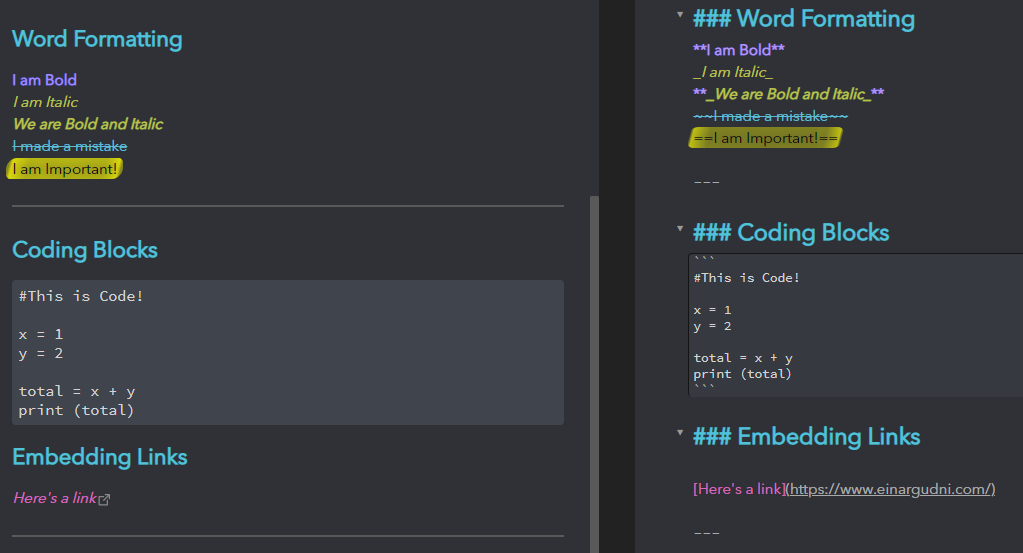 Word Formatting
I am Bold
I am Italic
We are Bold and Italic
I made a mistake
I am Important!
Coding Blocks
#This is Code!
x = 1
y = 2
total = x + y
print (total)
Embedding Links
Here's a link
### Word Formatting
**I am Bold**
_I am Italic_
**_We are Bold and Italic_**
~~I made a mistake~~
==I am Important!==
---
### Coding Blocks
```
#This is Code!
x = 1
y = 2
total = x + y
print (total)
```
### Embedding Links
[Here's a link](https://www.einargudni.com/)
---